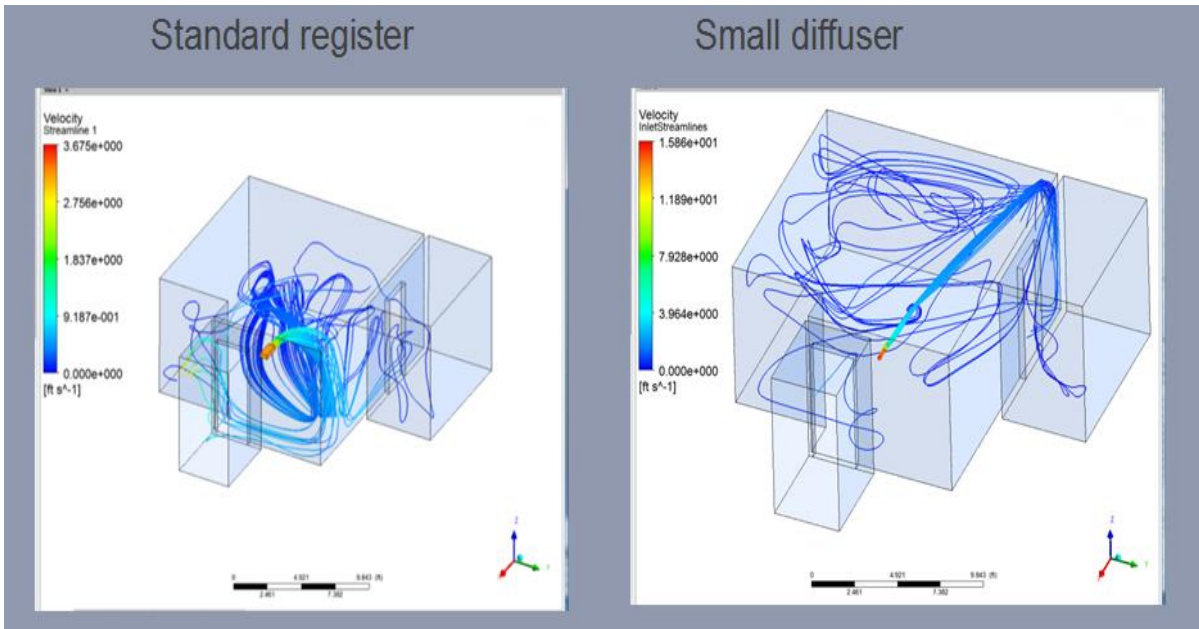 Standard register
Small diffuser
Velocity
Streamline 1
3.675e+000
2.756e+000
1.837e+000
9.187e-001
0.000e+000
[ft s^-1]
0 4.921 9.843 (ft)
2.461 7.382
Z
Y
Velocity
InletStreamlines
1.586e+001
1.189e+001
7.928e+000
3.964e+000
0.000e+000
[ft s^-1]
0 4.921 9.843 (ft)
2.461 7.382
Z
Y